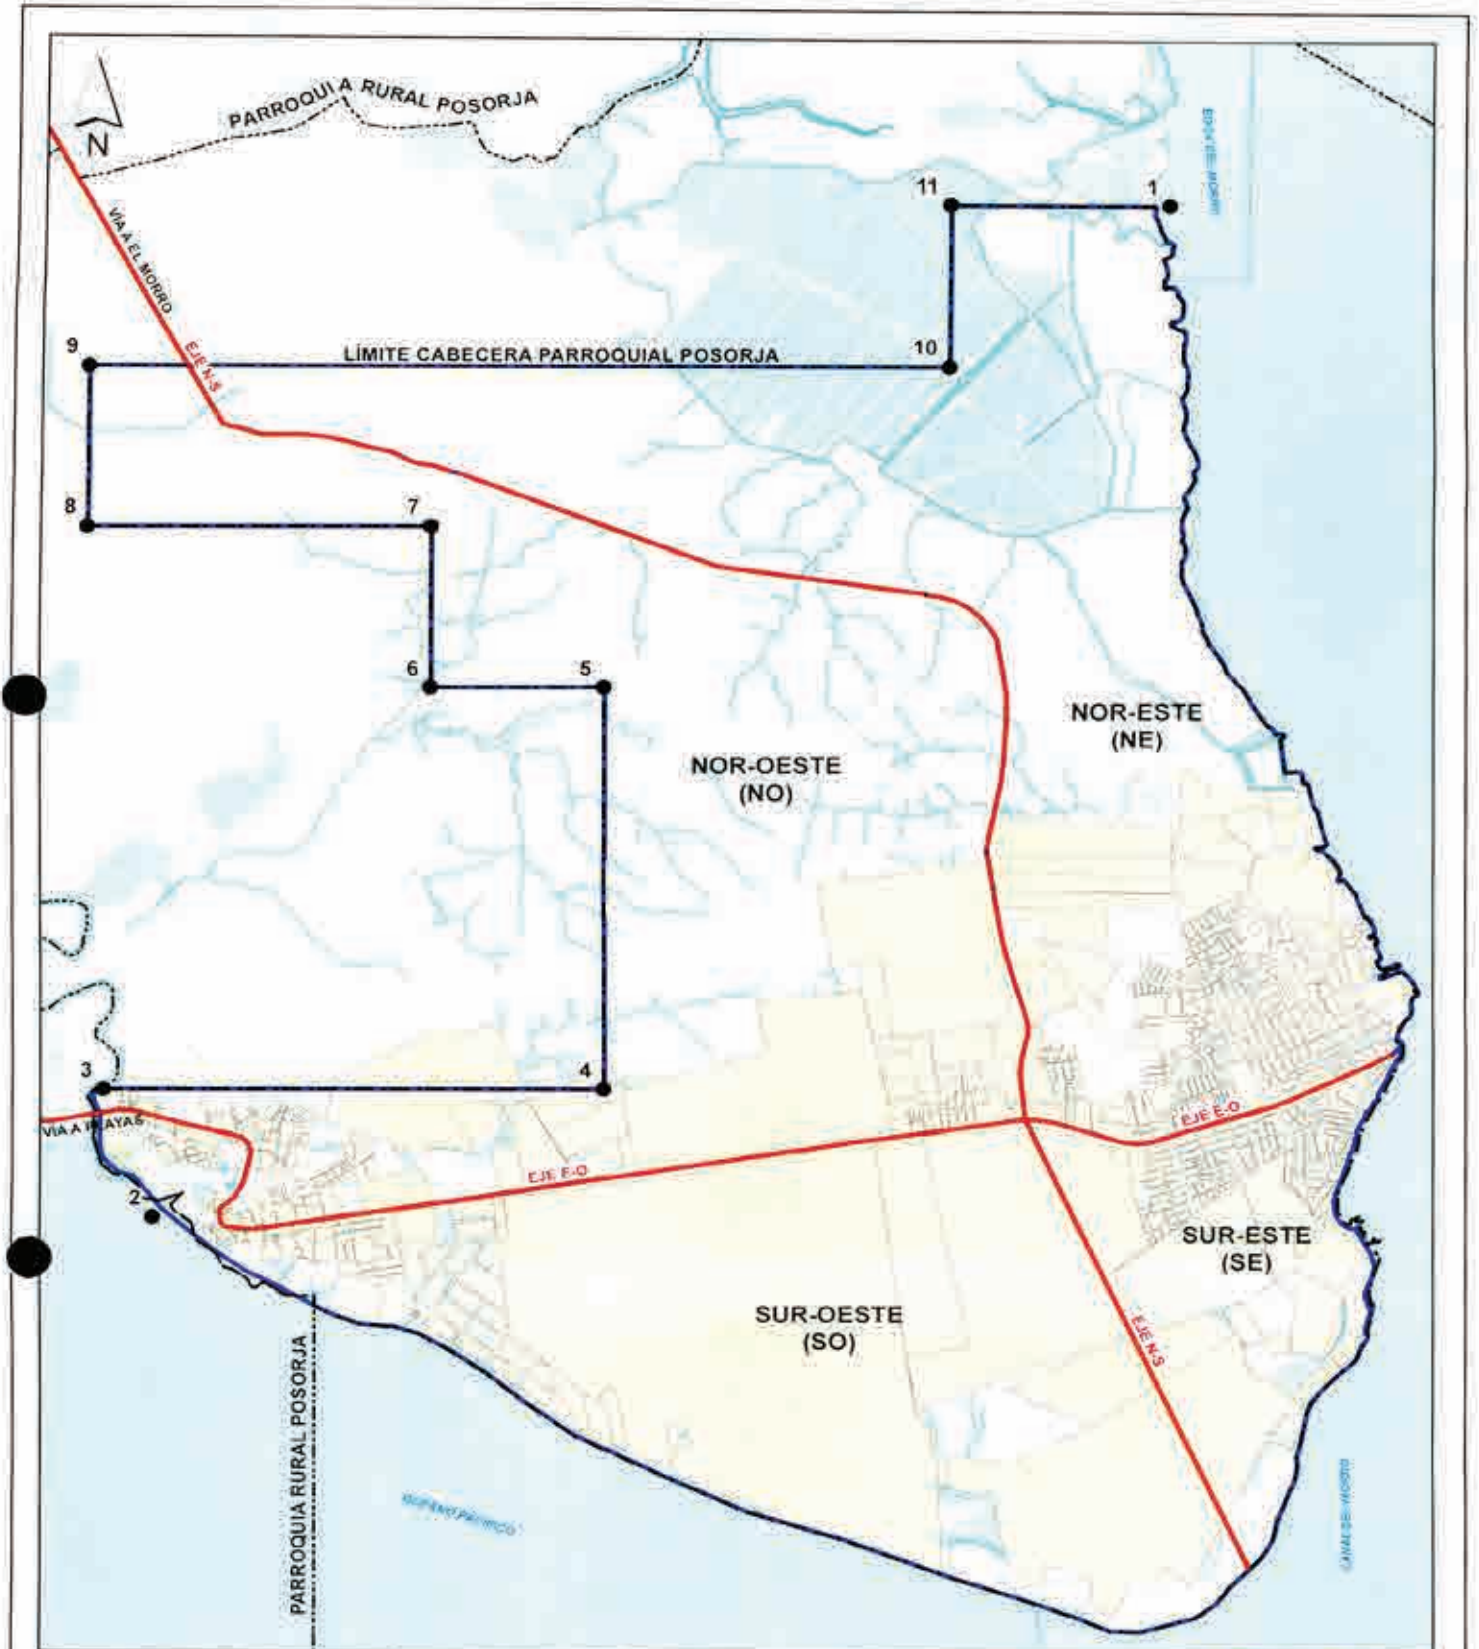 N
PARROQUIA RURAL POSORJA
VIA A EL MORRO
EJE N-S
11
1
9
LÍMITE CABECERA PARROQUIAL POSORJA
10
8
7
6
5
NOR-OESTE
(NO)
NOR-ESTE
(NE)
3
4
VIA A PLAYAS
2
EJE E-O
EJE E-O
SUR-ESTE
(SE)
SUR-OESTE
(SO)
EJE N-S
PARROQUIA RURAL POSORJA